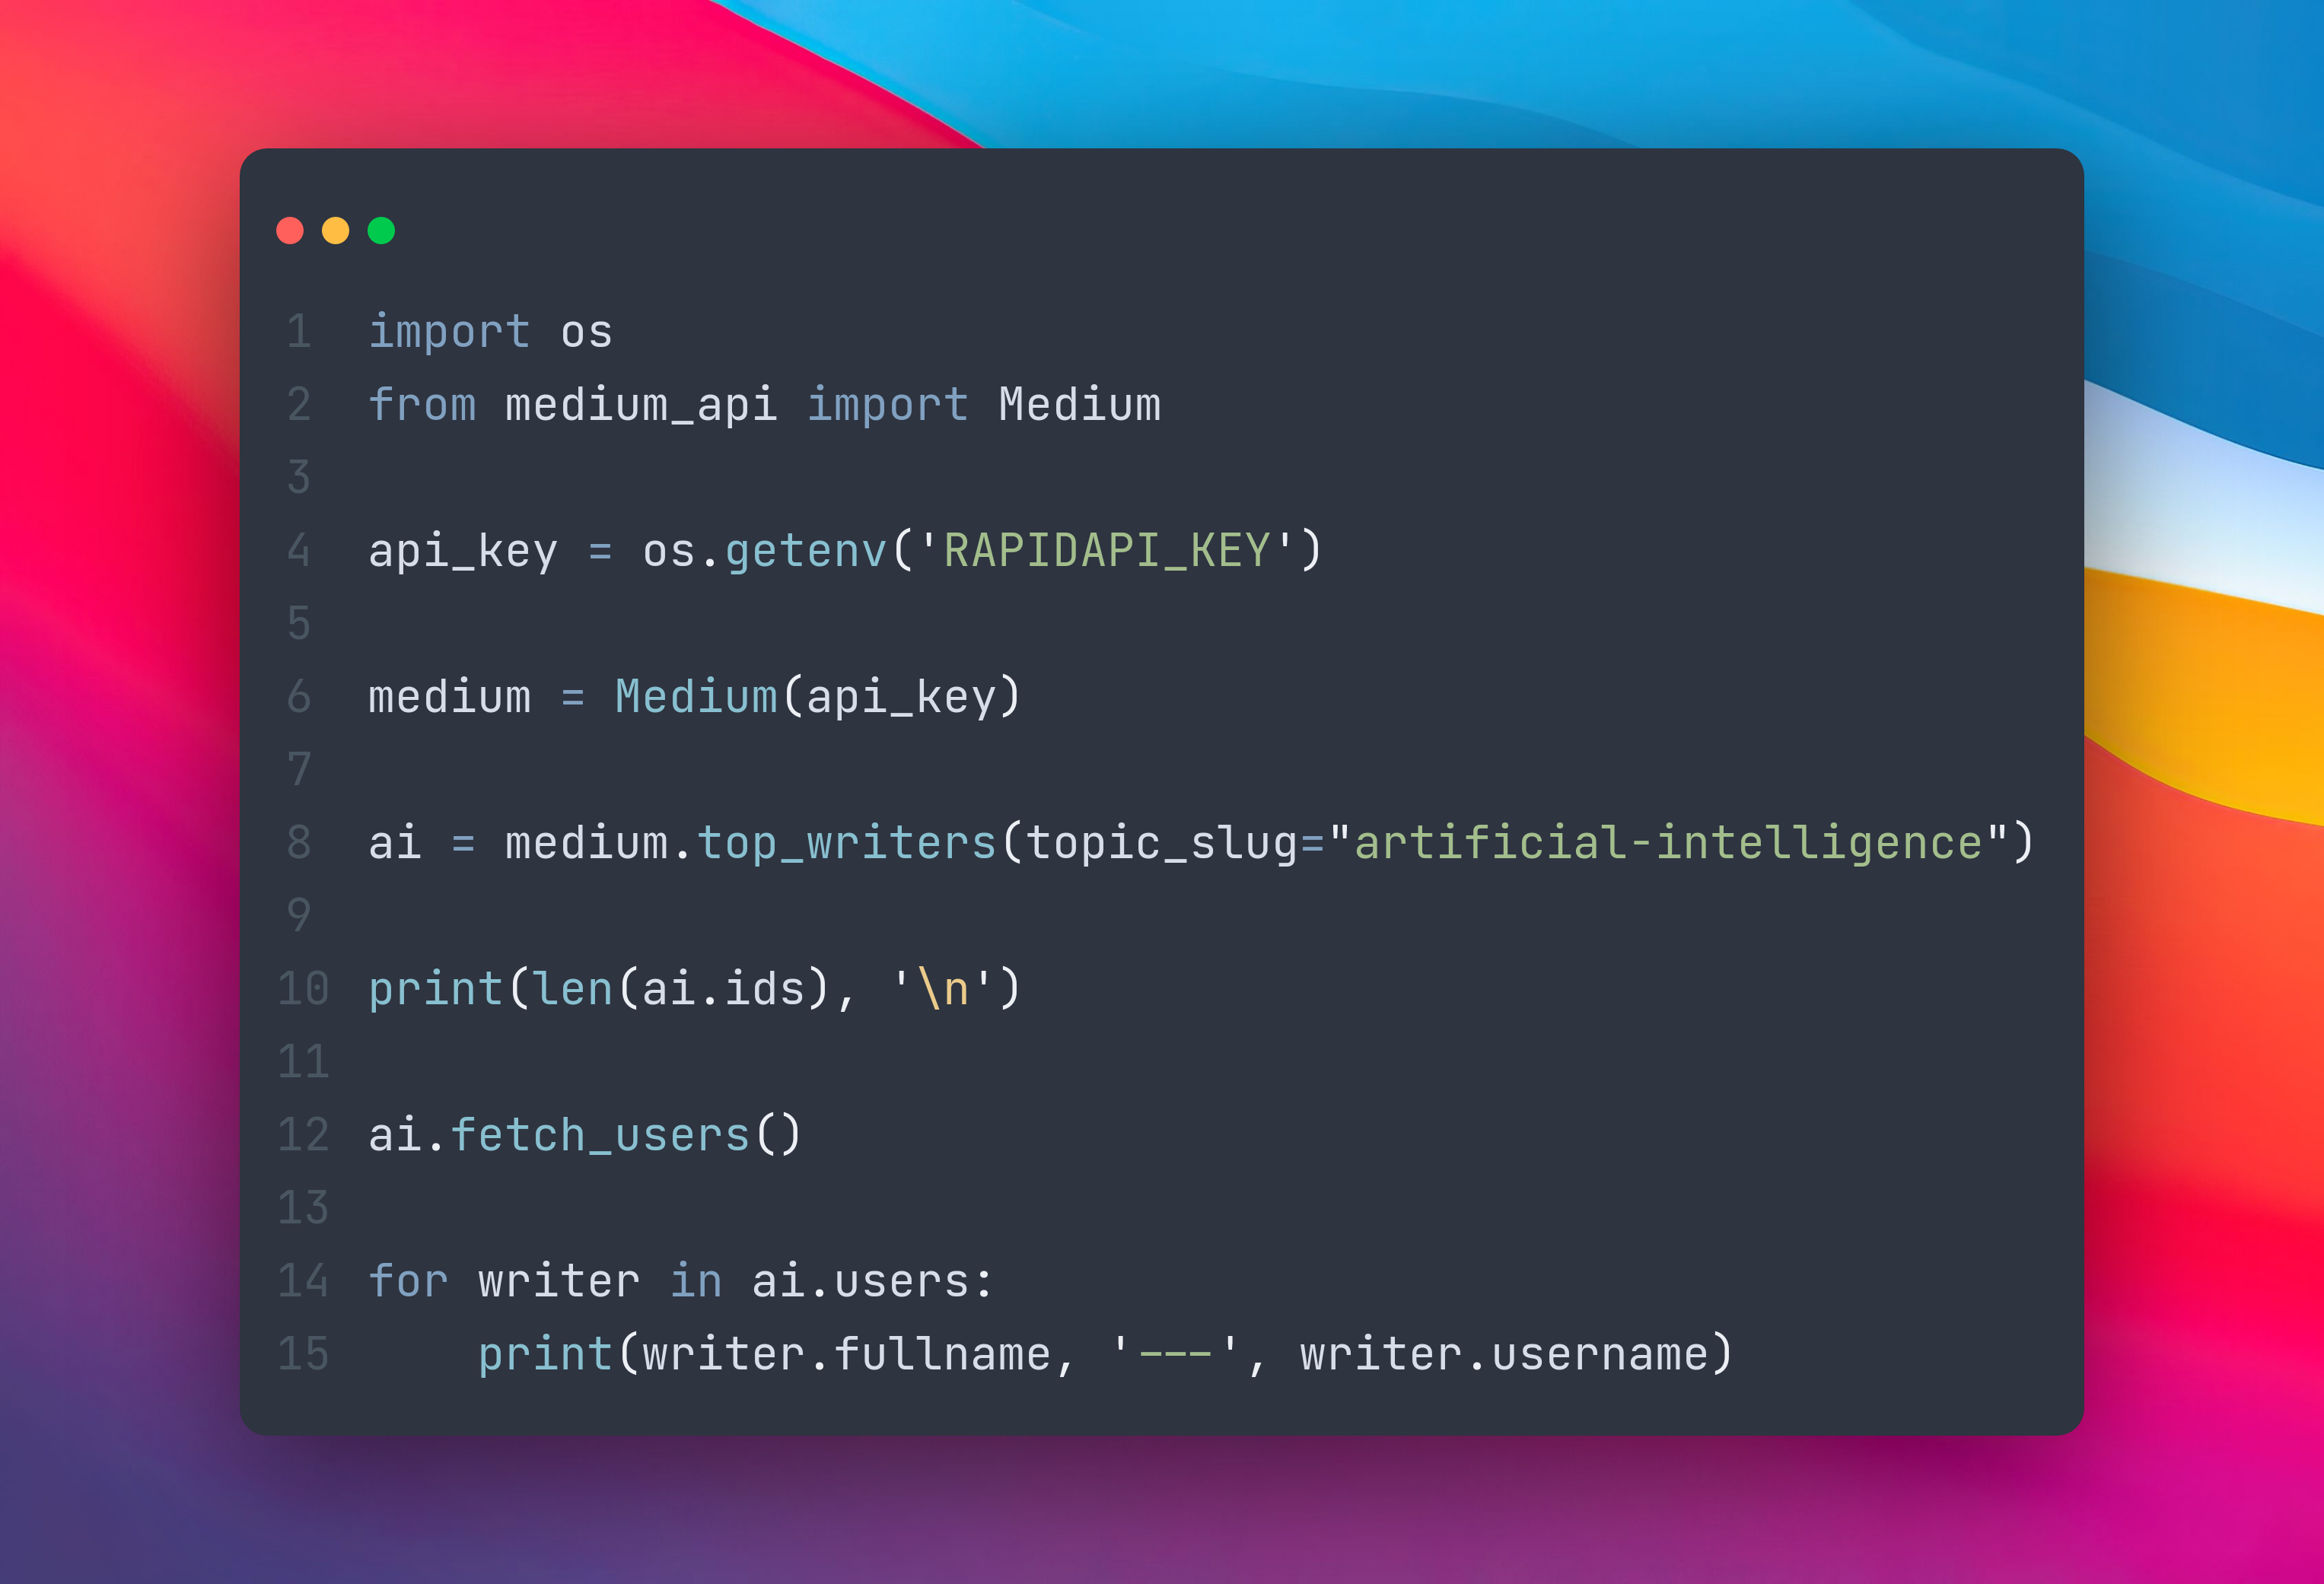 1 import os
2 from medium_api import Medium
3
4 api_key = os.getenv('RAPIDAPI_KEY')
5
6 medium = Medium(api_key)
7
8 ai = medium.top_writers(topic_slug="artificial-intelligence")
9
10 print(len(ai.ids), '\n')
11
12 ai.fetch_users()
13
14 for writer in ai.users:
15     print(writer.fullname, '---', writer.username)